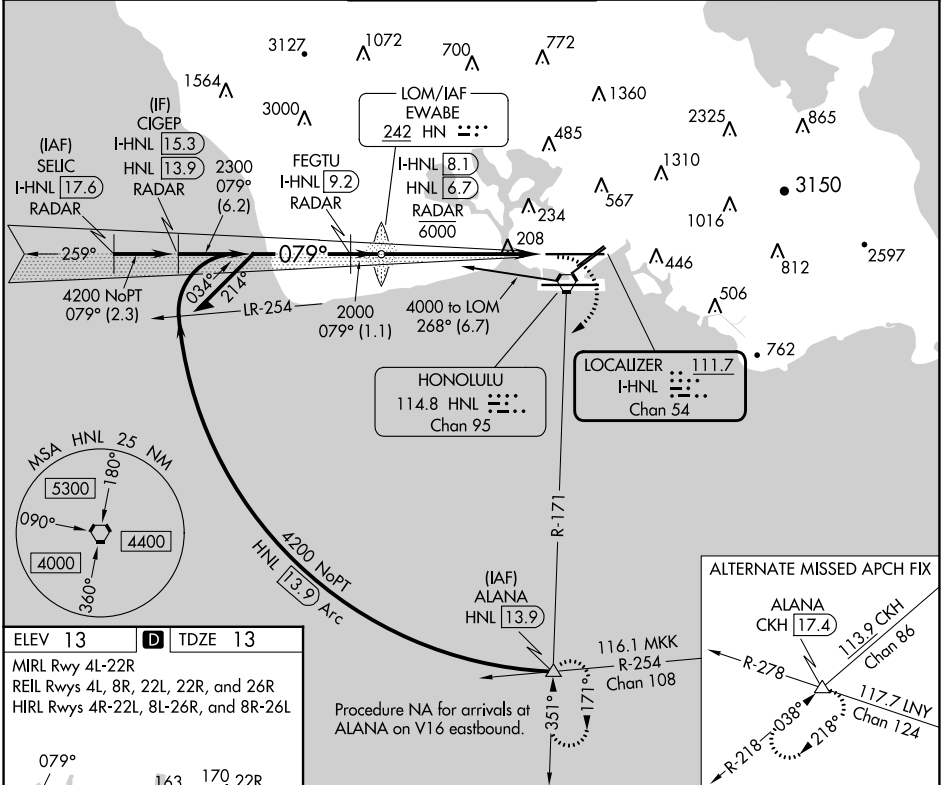 3127
1072
700
772
1564
3000
1360
2325
865
485
1310
567
3150
234
1016
208
446
812
2597
506
762
LOM/IAF
EWABE
242 HN
(IAF)
SELIC
I-HNL 17.6
RADAR
(IF)
CIGEP
I-HNL 15.3
HNL 13.9
RADAR
2300
079°
(6.2)
FEGTU
I-HNL 9.2
RADAR
I-HNL 8.1
HNL 6.7
RADAR
6000
259°
079°
034°
214°
4200 NoPT
079° (2.3)
LR-254
2000
079° (1.1)
4000 to LOM
268° (6.7)
HONOLULU
114.8 HNL
Chan 95
LOCALIZER 111.7
I-HNL
Chan 54
MSA HNL 25 NM
180°
5300
090°
4400
4000
360°
4200 NoPT
HNL 13.9 Arc
R-171
(IAF)
ALANA
HNL 13.9
116.1 MKK
R-254
Chan 108
351°
171°
Procedure NA for arrivals at
ALANA on V16 eastbound.
ALTERNATE MISSED APCH FIX
ALANA
CKH 17.4
113.9 CKH
Chan 86
R-278
117.7 LNY
Chan 124
038°
R-218
218°
ELEV 13 D TDZE 13
MIRL Rwy 4L-22R
REIL Rwys 4L, 8R, 22L, 22R, and 26R
HIRL Rwys 4R-22L, 8L-26R, and 8R-26L
079°
163
170
22R